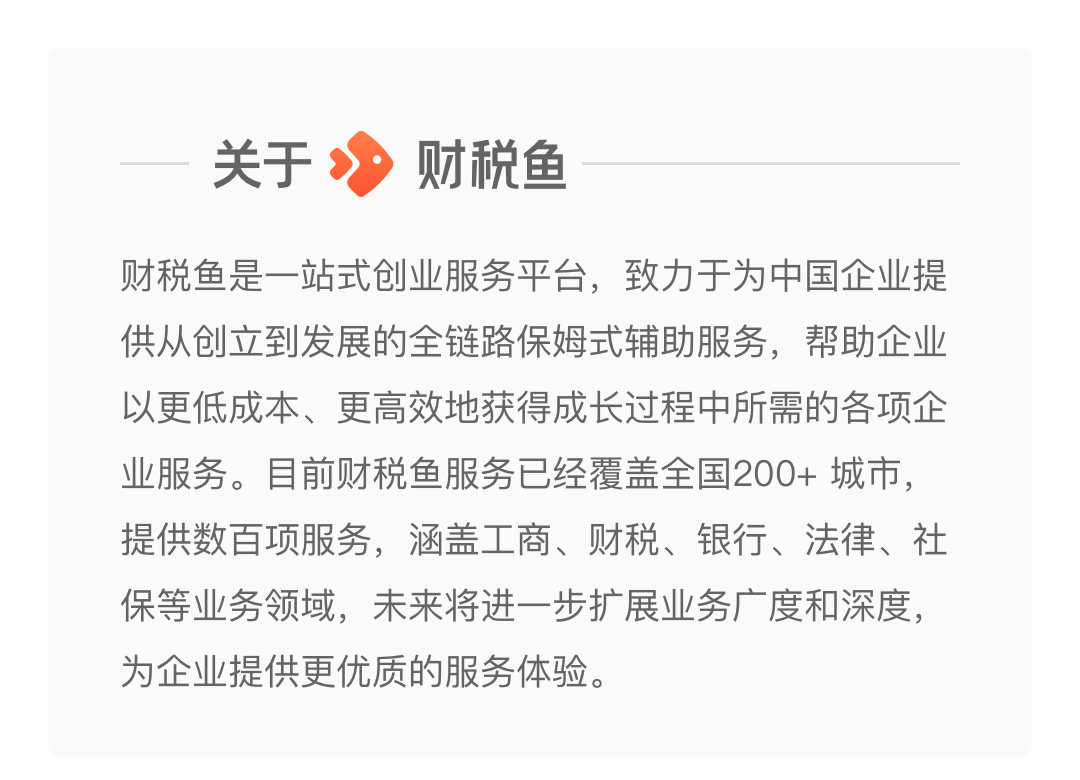 关于 财税鱼
财税鱼是一站式创业服务平台，致力于为中国企业提
供从创立到发展的全链路保姆式辅助服务，帮助企业
以更低成本、更高效地获得成长过程中所需的各项企
业服务。目前财税鱼服务已经覆盖全国200+ 城市，
提供数百项服务，涵盖工商、财税、银行、法律、社
保等业务领域，未来将进一步扩展业务广度和深度，
为企业提供更优质的服务体验。